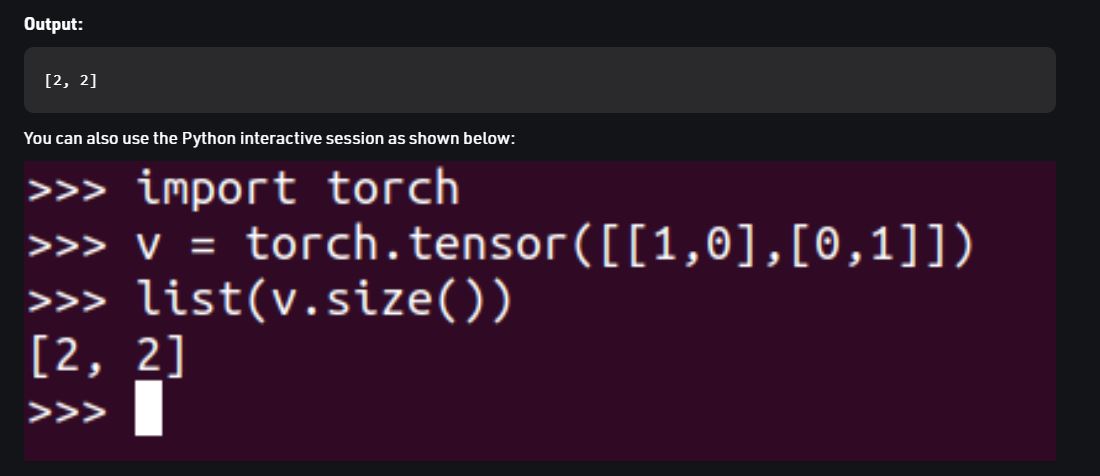 Output:
[2, 2]
You can also use the Python interactive session as shown below:
>>> import torch
>>> v = torch.tensor([[1,0],[0,1]])
>>> list(v.size())
[2, 2]
>>>